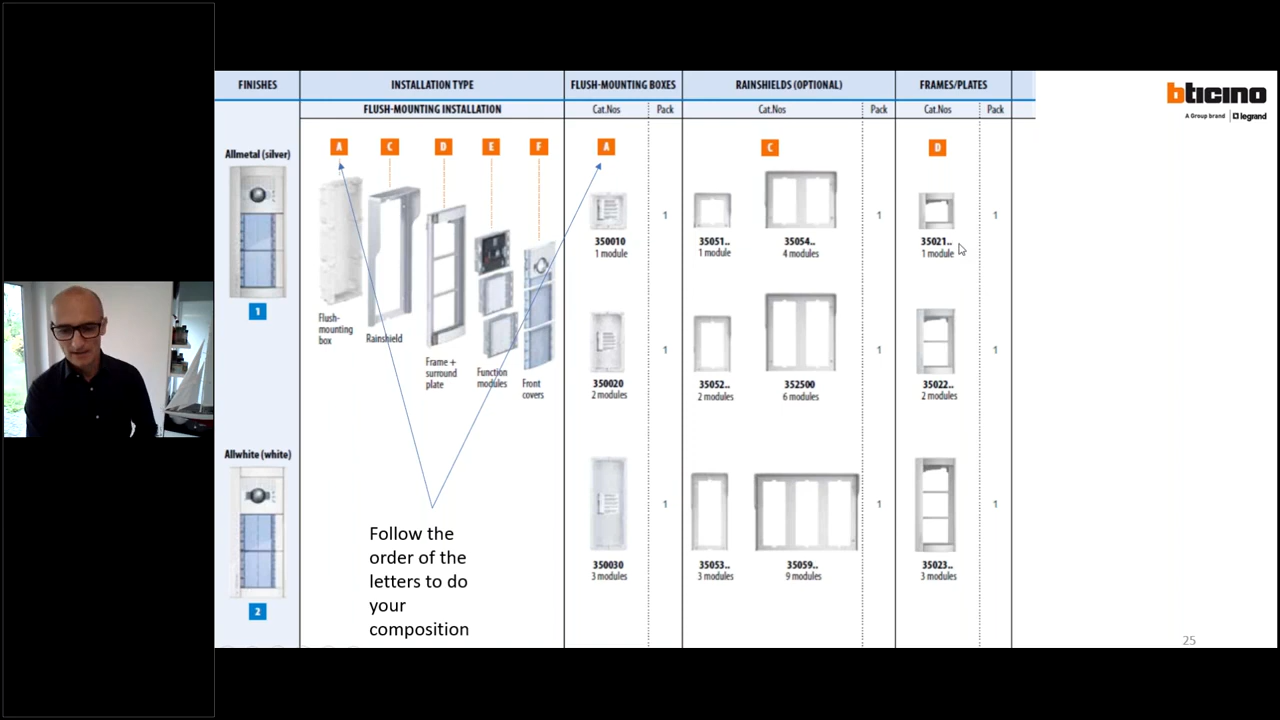 FINISHES
INSTALLATION TYPE
FLUSH-MOUNTING BOXES
RAINSHIELDS (OPTIONAL)
FRAMES/PLATES
FLUSH-MOUNTING INSTALLATION
Cat.Nos
Pack
Cat.Nos
Pack
Cat.Nos
Pack
bticino
A Group brand | legrand
Allmetal (silver)
1
A
C
D
E
F
Flush-
mounting
box
Rainshield
Frame +
surround
plate
Function
modules
Front
covers
A
350010
1 module
1
350020
2 modules
1
350030
3 modules
1
C
35051..
1 module
35054..
4 modules
1
35052..
2 modules
352500
6 modules
1
35053..
3 modules
35059..
9 modules
1
D
35021..
1 module
1
35022..
2 modules
1
35023..
3 modules
1
Allwhite (white)
2
Follow the
order of the
letters to do
your
composition
25